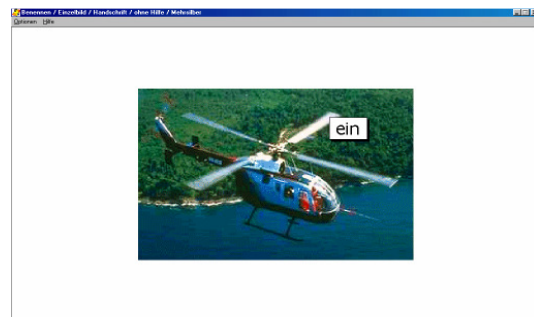 Benennen / Einzelbild / Handschrift / ohne Hilfe / Mehrsilber
Optionen Hilfe
ein